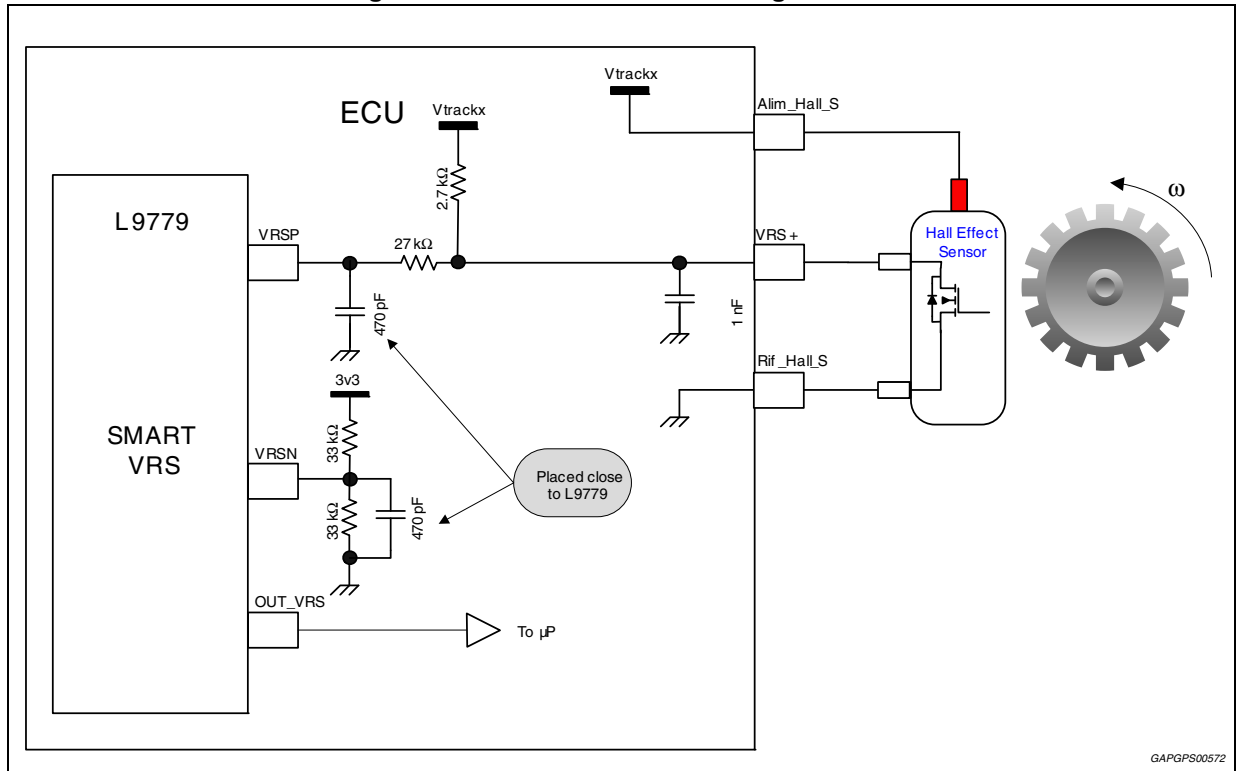 ECU
Vtrackx
Vtrackx
Alim_Hall_S
2.7 kΩ
L9779
VRSP
27 kΩ
VRS+
Hall Effect
Sensor
ω
470 pF
1 nF
Rif_Hall_S
3v3
SMART
VRS
33 kΩ
VRSN
33 kΩ
470 pF
Placed close
to L9779
OUT_VRS
To µP
GAPGPS00572